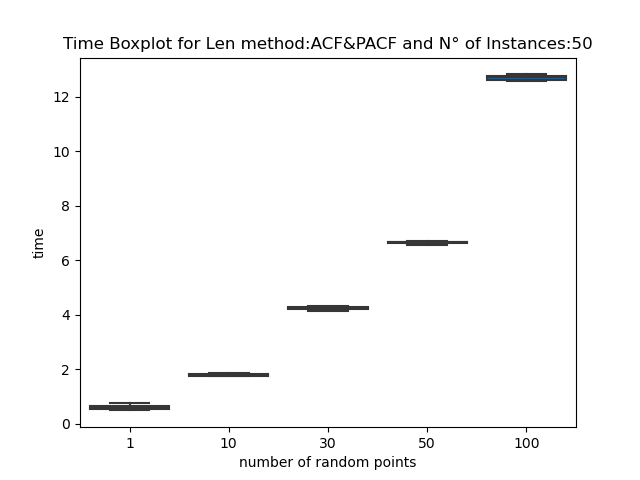 Time Boxplot for Len method:ACF&PACF and N° of Instances:50
12
10
8
6
4
2
0
time
1 10 30 50 100
number of random points